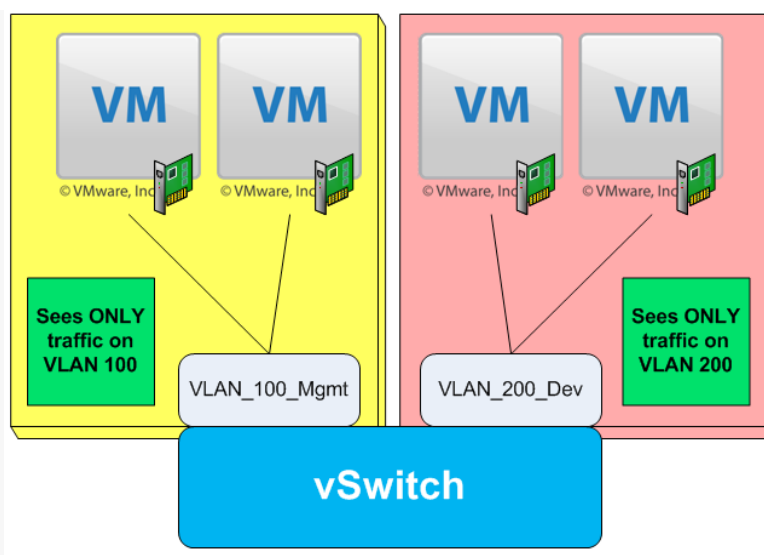 VM
VM
VM
VM
© VMware, Inc
© VMware, Inc
© VMware, Inc
© VMware, Inc
Sees ONLY
traffic on
VLAN 100
Sees ONLY
traffic on
VLAN 200
VLAN_100_Mgmt
VLAN_200_Dev
vSwitch